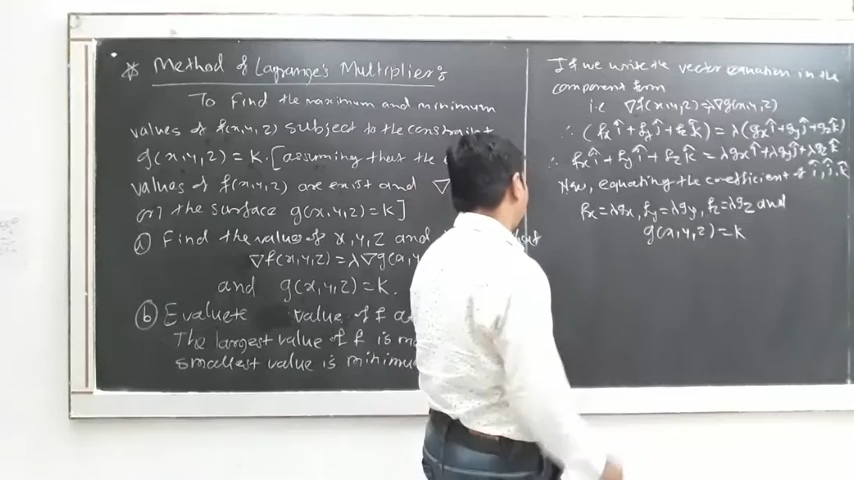 * Method of Lagrange's Multiplier's
To find the maximum and minimum
values of f(x,y,z) subject to the constraint
g(x,y,z) = k. [assuming that the
values of f(x,y,z) are exist and ∇
on the surface g(x,y,z) = k]
(a) Find the values of x,y,z and
∇f(x,y,z) = λ∇g(x,y,
and g(x,y,z) = k.
(b) Evaluate value of f a
The largest value of f is m
smallest value is minimu
If we write the vector equation in the
component form
i.e ∇f(x,y,z) = λ∇g(x,y,z)
∴ (fx î + fy ĵ + fz k̂) = λ(gx î + gy ĵ + gz k̂)
∴ fx î + fy ĵ + fz k̂ = λgx î + λgy ĵ + λgz k̂
Now, equating the coefficient of î, ĵ, k̂
fx = λgx, fy = λgy, fz = λgz and
g(x,y,z) = k